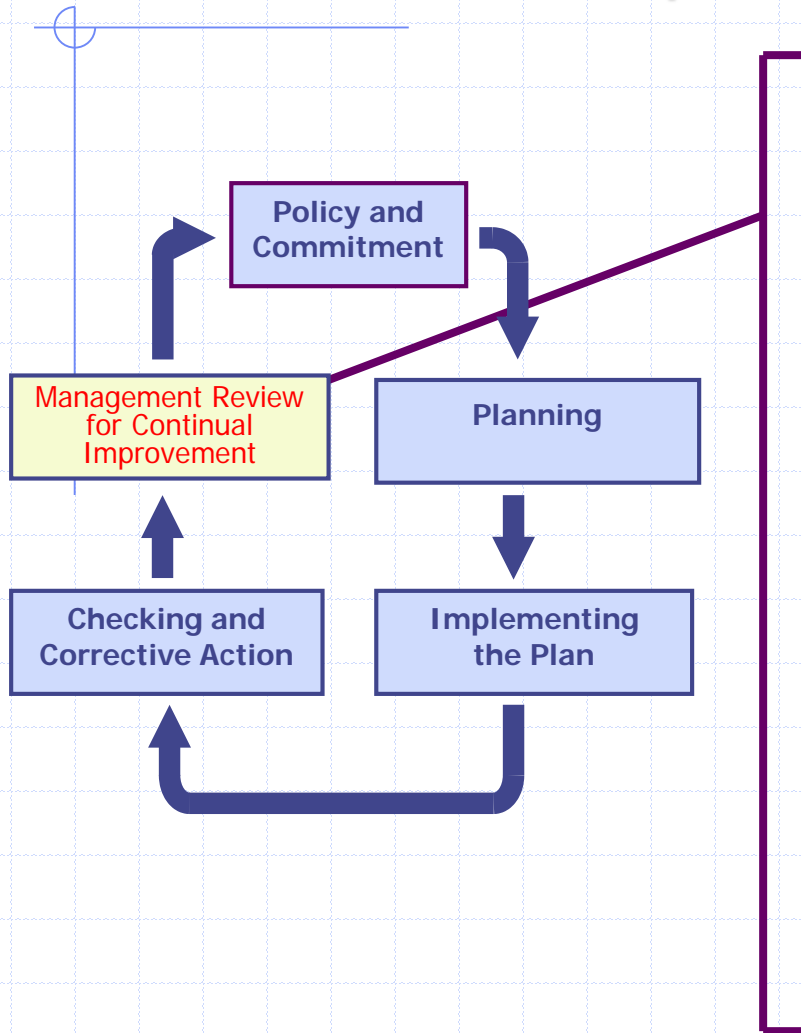 Policy and
Commitment
Management Review
for Continual
Improvement
Planning
Checking and
Corrective Action
Implementing
the Plan